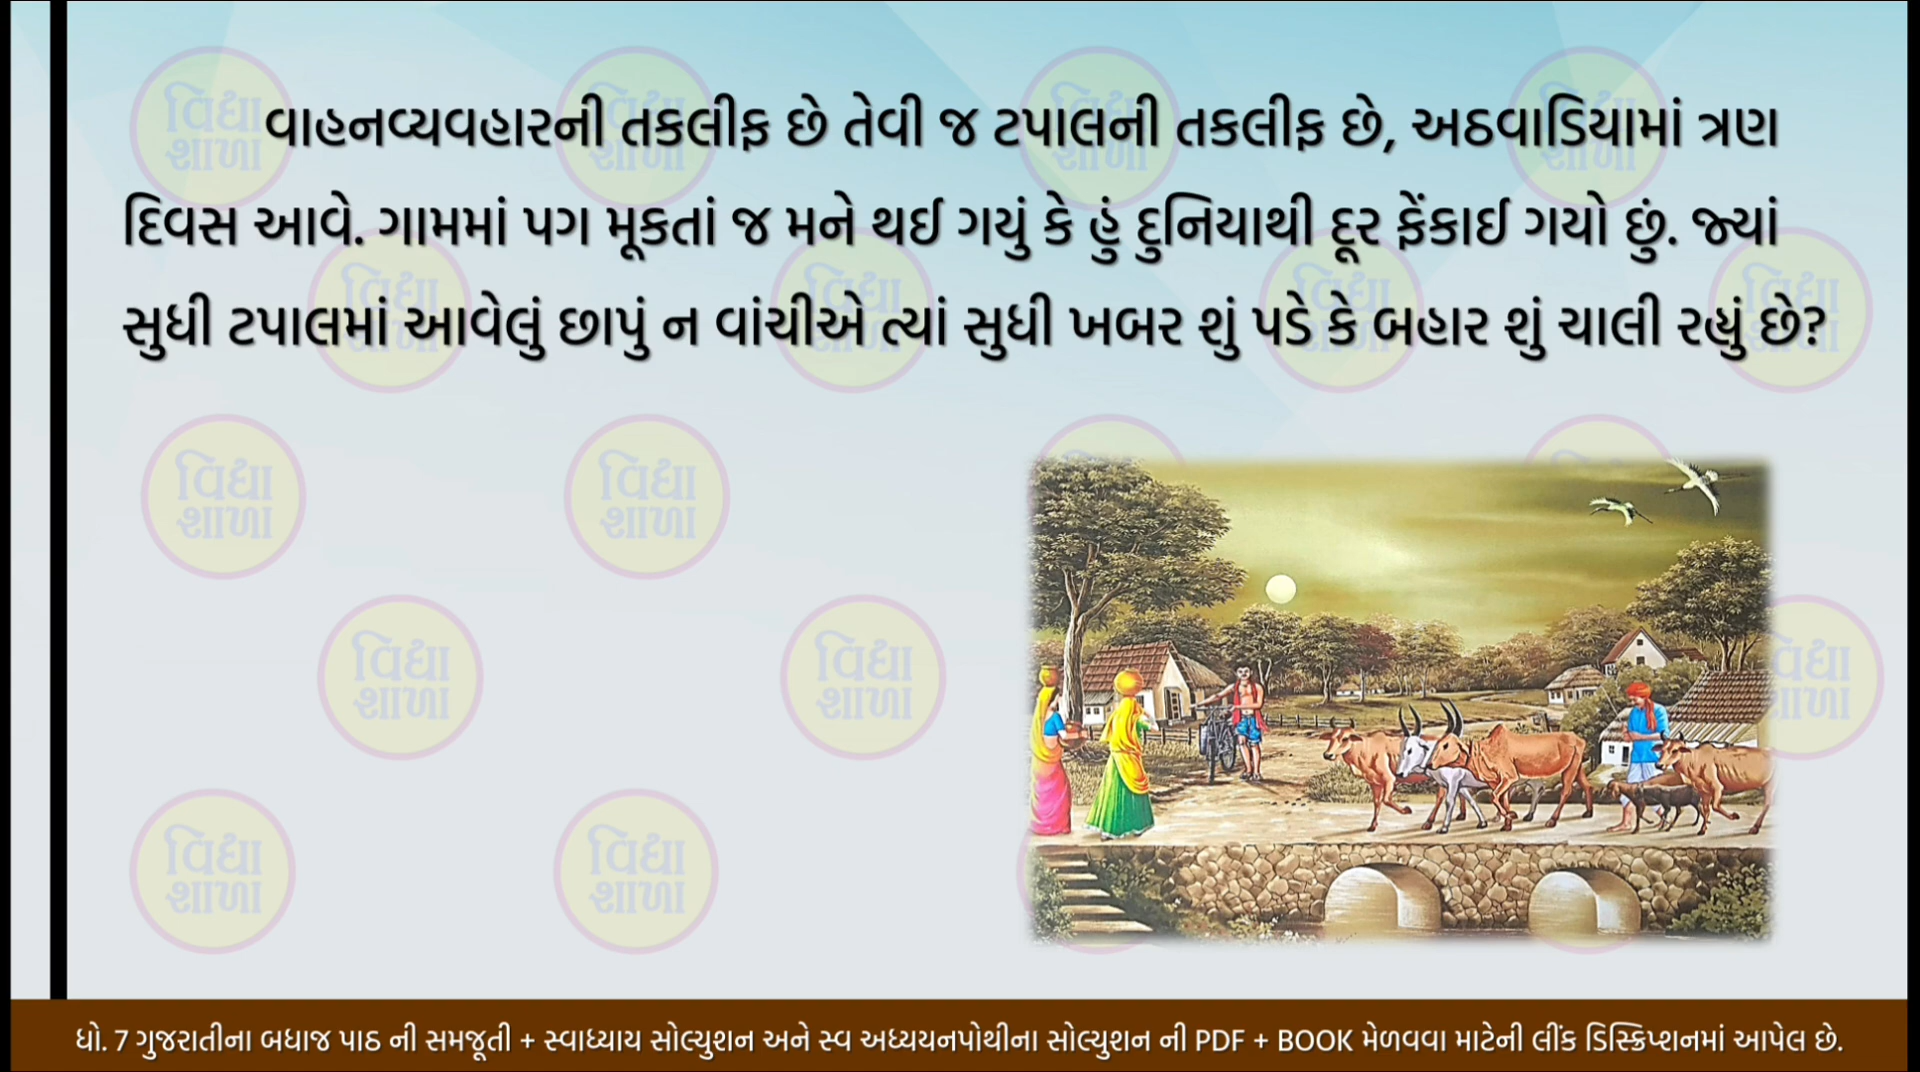 વાહનવ્યવહારની તકલીફ છે તેવી જ ટપાલની તકલીફ છે, અઠવાડિયામાં ત્રણ
દિવસ આવે. ગામમાં પગ મૂકતાં જ મને થઈ ગયું કે હું દુનિયાથી દૂર ફેંકાઈ ગયો છું. જ્યાં
સુધી ટપાલમાં આવેલું છાપું ન વાંચીએ ત્યાં સુધી ખબર શું પડે કે બહાર શું ચાલી રહ્યું છે?
વિદ્યા
શાળા
ધો. 7 ગુજરાતીના બધાજ પાઠ ની સમજૂતી + સ્વાધ્યાય સોલ્યુશન અને સ્વ અધ્યયનપોથીના સોલ્યુશન ની PDF + BOOK મેળવવા માટેની લીંક ડિસ્ક્રિપ્શનમાં આપેલ છે.